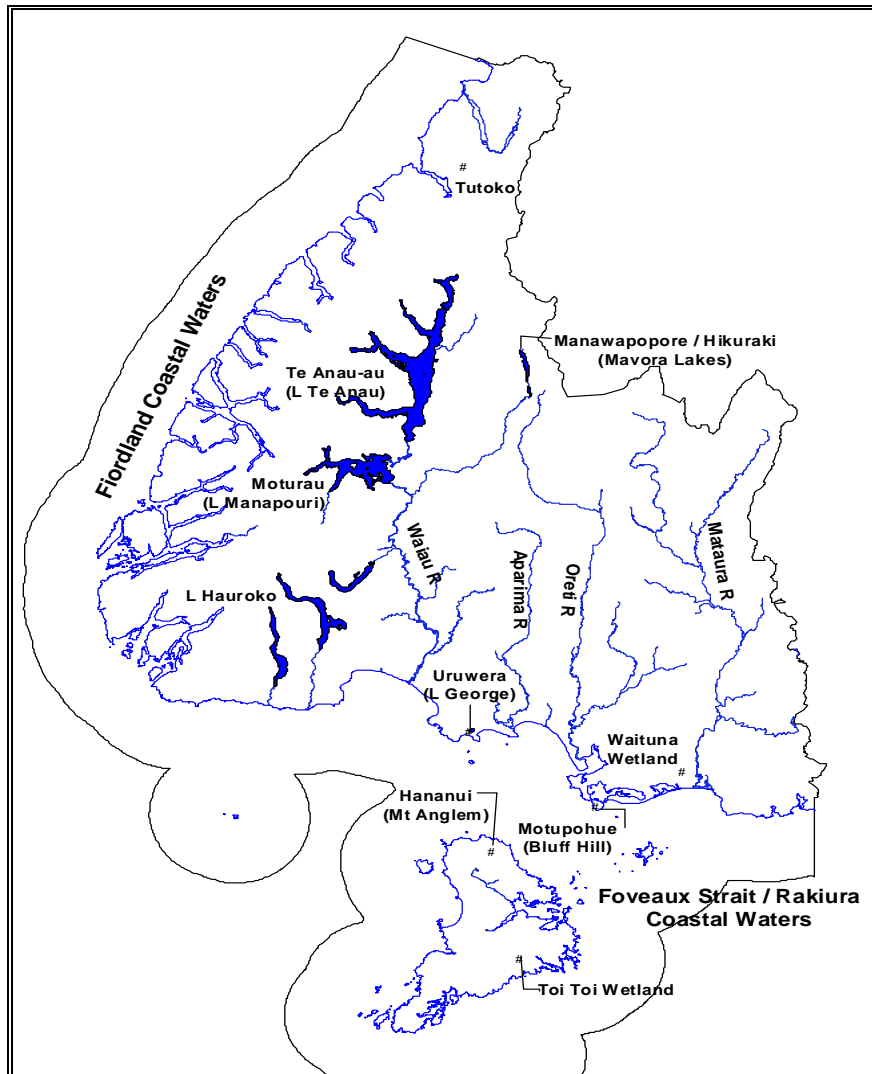 #
Tutoko
Fiordland Coastal Waters
Manawapopore / Hikuraki
(Mavora Lakes)
Te Anau-au
(L Te Anau)
Moturau
(L Manapouri)
Waiau R
Aparima R
Oreti R
Mataura R
L Hauroko
Uruwera
(L George)
#
Waituna
Wetland
#
Hananui
(Mt Anglem)
#
#
Motupohue
(Bluff Hill)
Foveaux Strait / Rakiura
Coastal Waters
#
Toi Toi Wetland